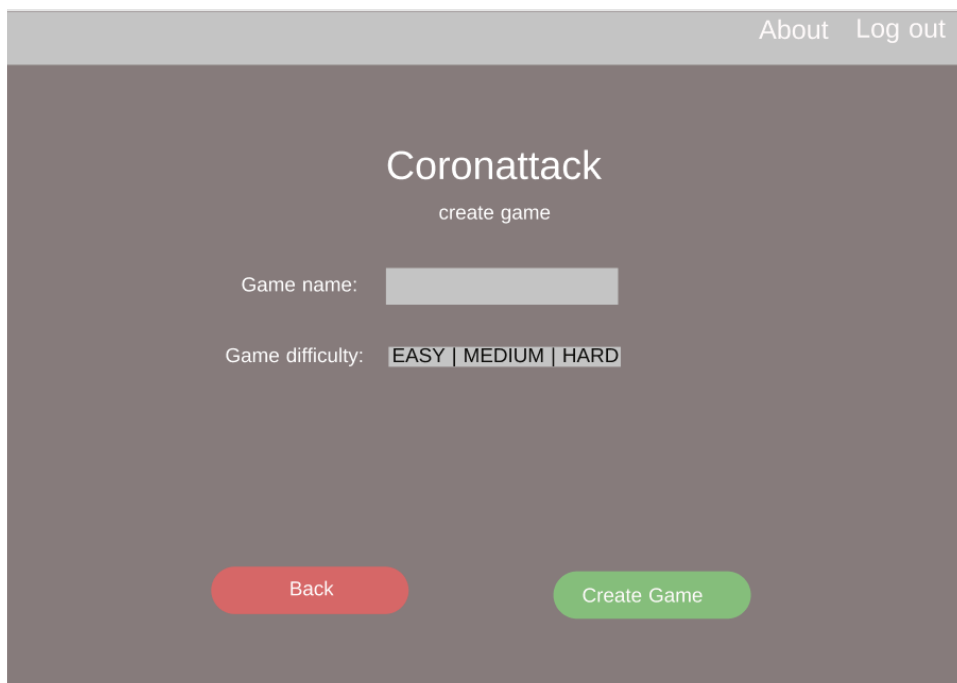 About Log out
Coronattack
create game
Game name:
Game difficulty: EASY | MEDIUM | HARD
Back
Create Game